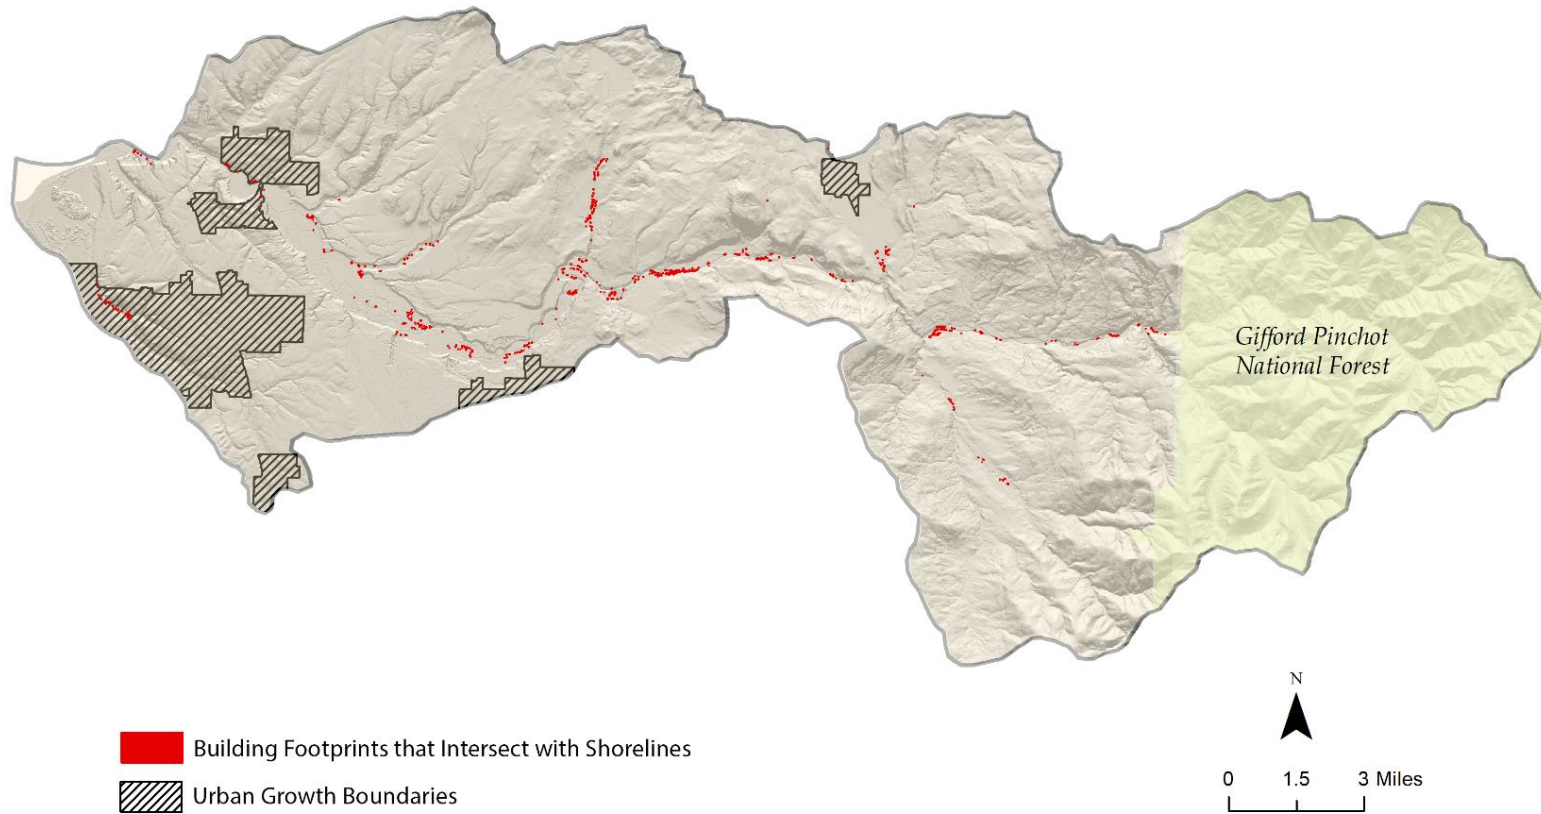 Gifford Pinchot
National Forest
N
Building Footprints that Intersect with Shorelines
Urban Growth Boundaries
0 1.5 3 Miles